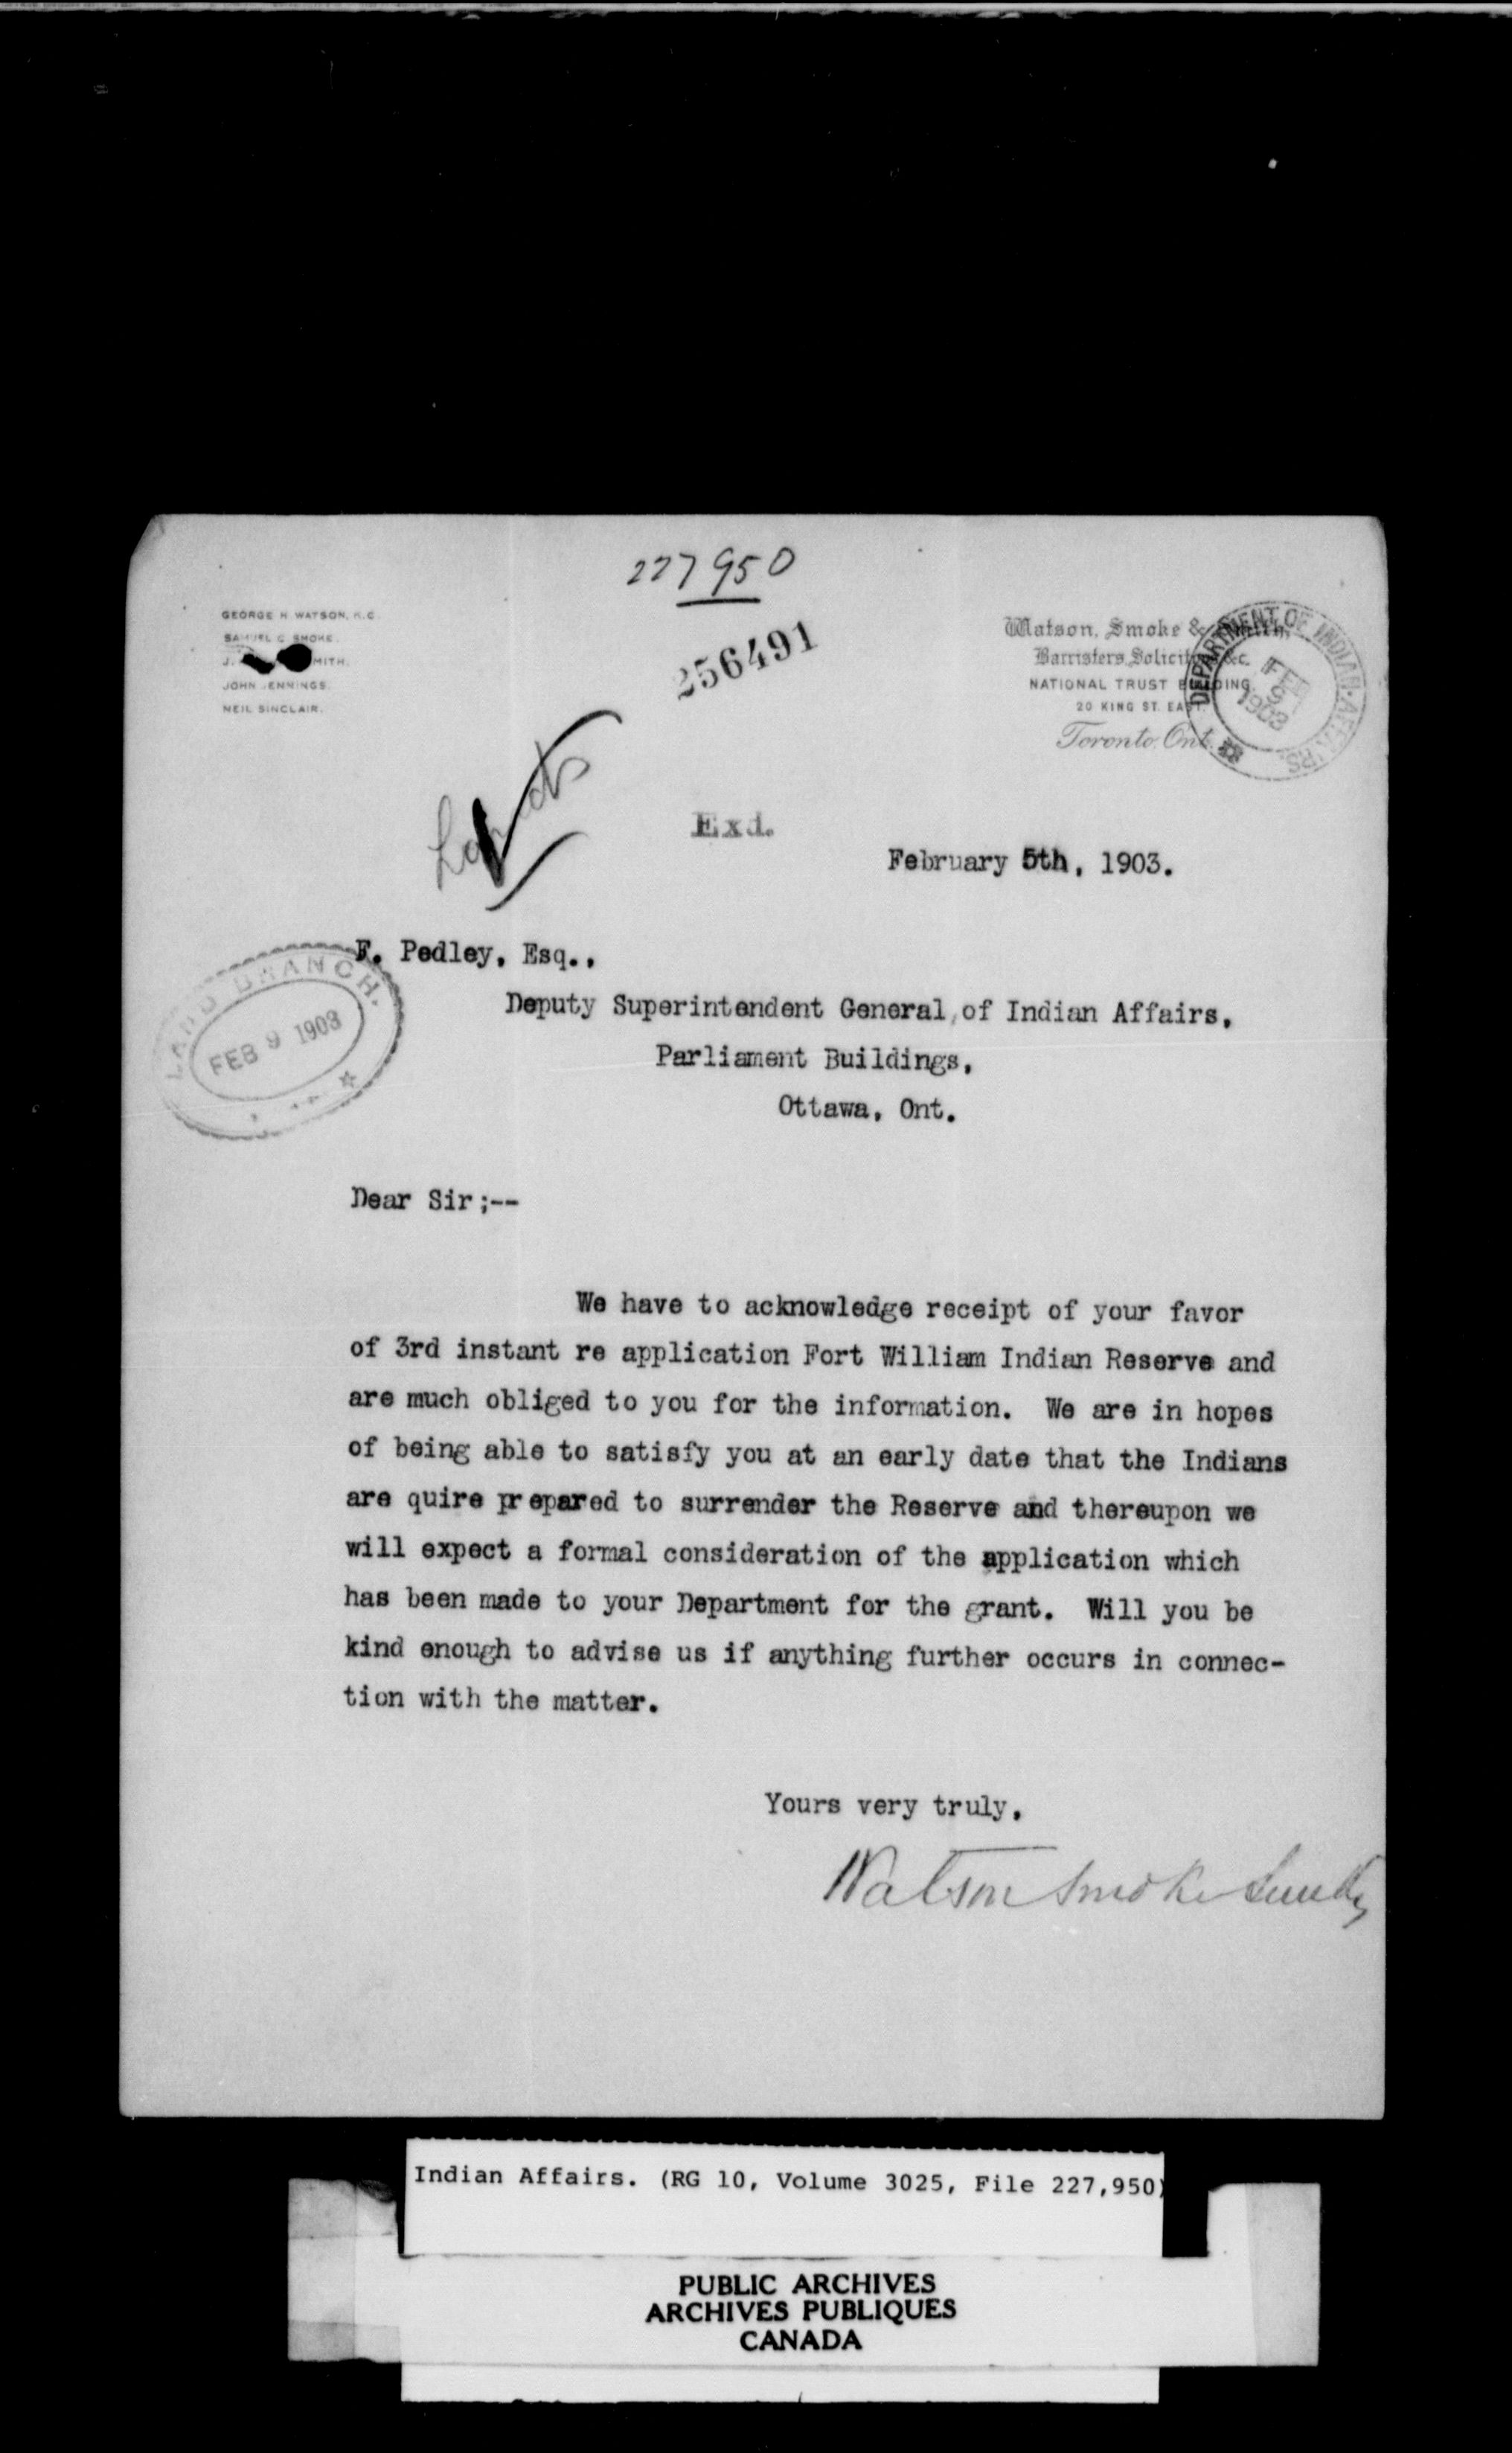 227950
256491
GEORGE H. WATSON, K.C.
SAMUEL C. SMOKE.
J. SMITH.
JOHN JENNINGS.
NEIL SINCLAIR.
Watson, Smoke & Smith,
Barristers, Solicitors, &c.
NATIONAL TRUST BUILDING
20 KING ST. EAST.
Toronto, Ont.
DEPARTMENT OF INDIAN AFFAIRS.
FEB
9
1903
Exd.
February 5th, 1903.
LAND BRANCH.
FEB 9 1903
F. Pedley, Esq.,
Deputy Superintendent General, of Indian Affairs,
Parliament Buildings,
Ottawa, Ont.
Dear Sir;--
We have to acknowledge receipt of your favor
of 3rd instant re application Fort William Indian Reserve and
are much obliged to you for the information. We are in hopes
of being able to satisfy you at an early date that the Indians
are quire prepared to surrender the Reserve and thereupon we
will expect a formal consideration of the application which
has been made to your Department for the grant. Will you be
kind enough to advise us if anything further occurs in connec-
tion with the matter.
Yours very truly,
Watson Smoke Smith
Indian Affairs. (RG 10, Volume 3025, File 227,950)
PUBLIC ARCHIVES
ARCHIVES PUBLIQUES
CANADA